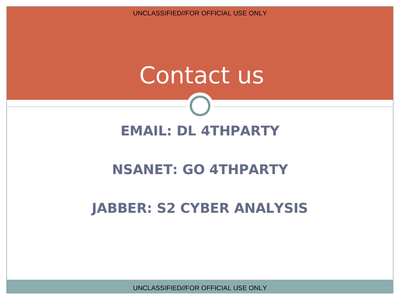 UNCLASSIFIED//FOR OFFICIAL USE ONLY
Contact us
EMAIL: DL 4THPARTY
NSANET: GO 4THPARTY
JABBER: S2 CYBER ANALYSIS
UNCLASSIFIED//FOR OFFICIAL USE ONLY